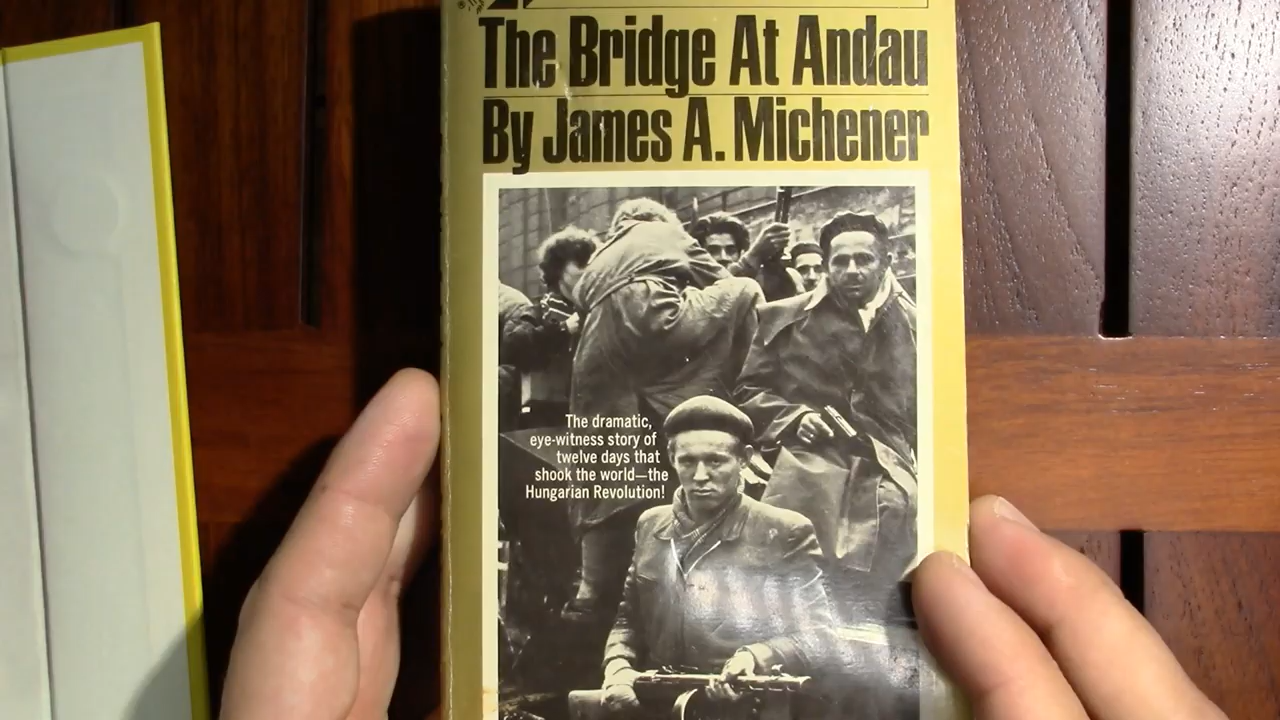 The Bridge At Andau
By James A. Michener
The dramatic,
eye-witness story of
twelve days that
shook the world—the
Hungarian Revolution!